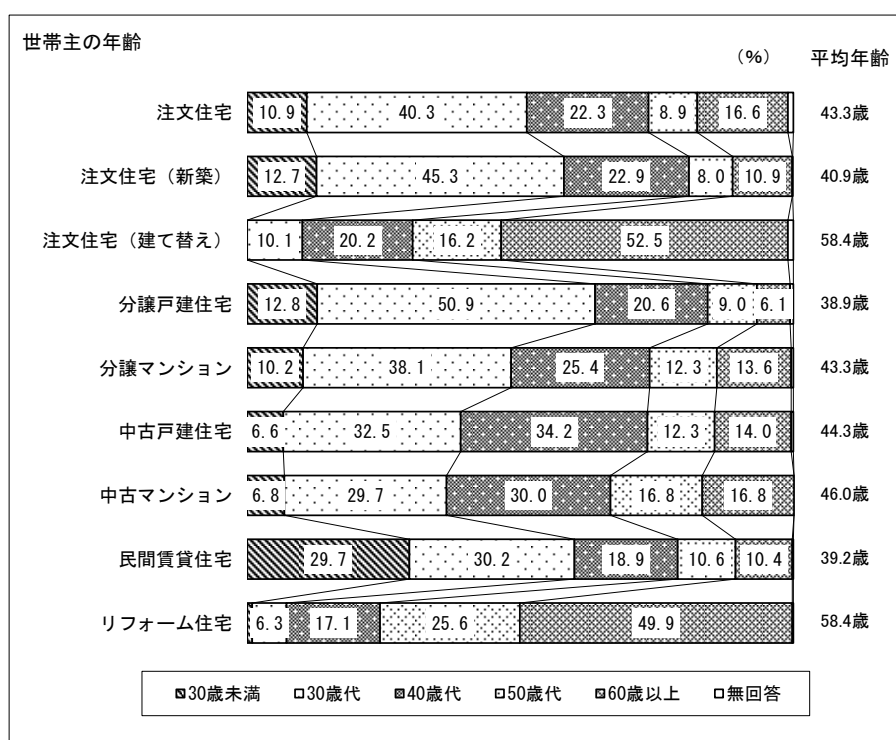 世帯主の年齢
（%） 平均年齢
注文住宅 10.9 40.3 22.3 8.9 16.6 43.3歳
注文住宅（新築） 12.7 45.3 22.9 8.0 10.9 40.9歳
注文住宅（建て替え） 10.1 20.2 16.2 52.5 58.4歳
分譲戸建住宅 12.8 50.9 20.6 9.0 6.1 38.9歳
分譲マンション 10.2 38.1 25.4 12.3 13.6 43.3歳
中古戸建住宅 6.6 32.5 34.2 12.3 14.0 44.3歳
中古マンション 6.8 29.7 30.0 16.8 16.8 46.0歳
民間賃貸住宅 29.7 30.2 18.9 10.6 10.4 39.2歳
リフォーム住宅 6.3 17.1 25.6 49.9 58.4歳
30歳未満 30歳代 40歳代 50歳代 60歳以上 無回答